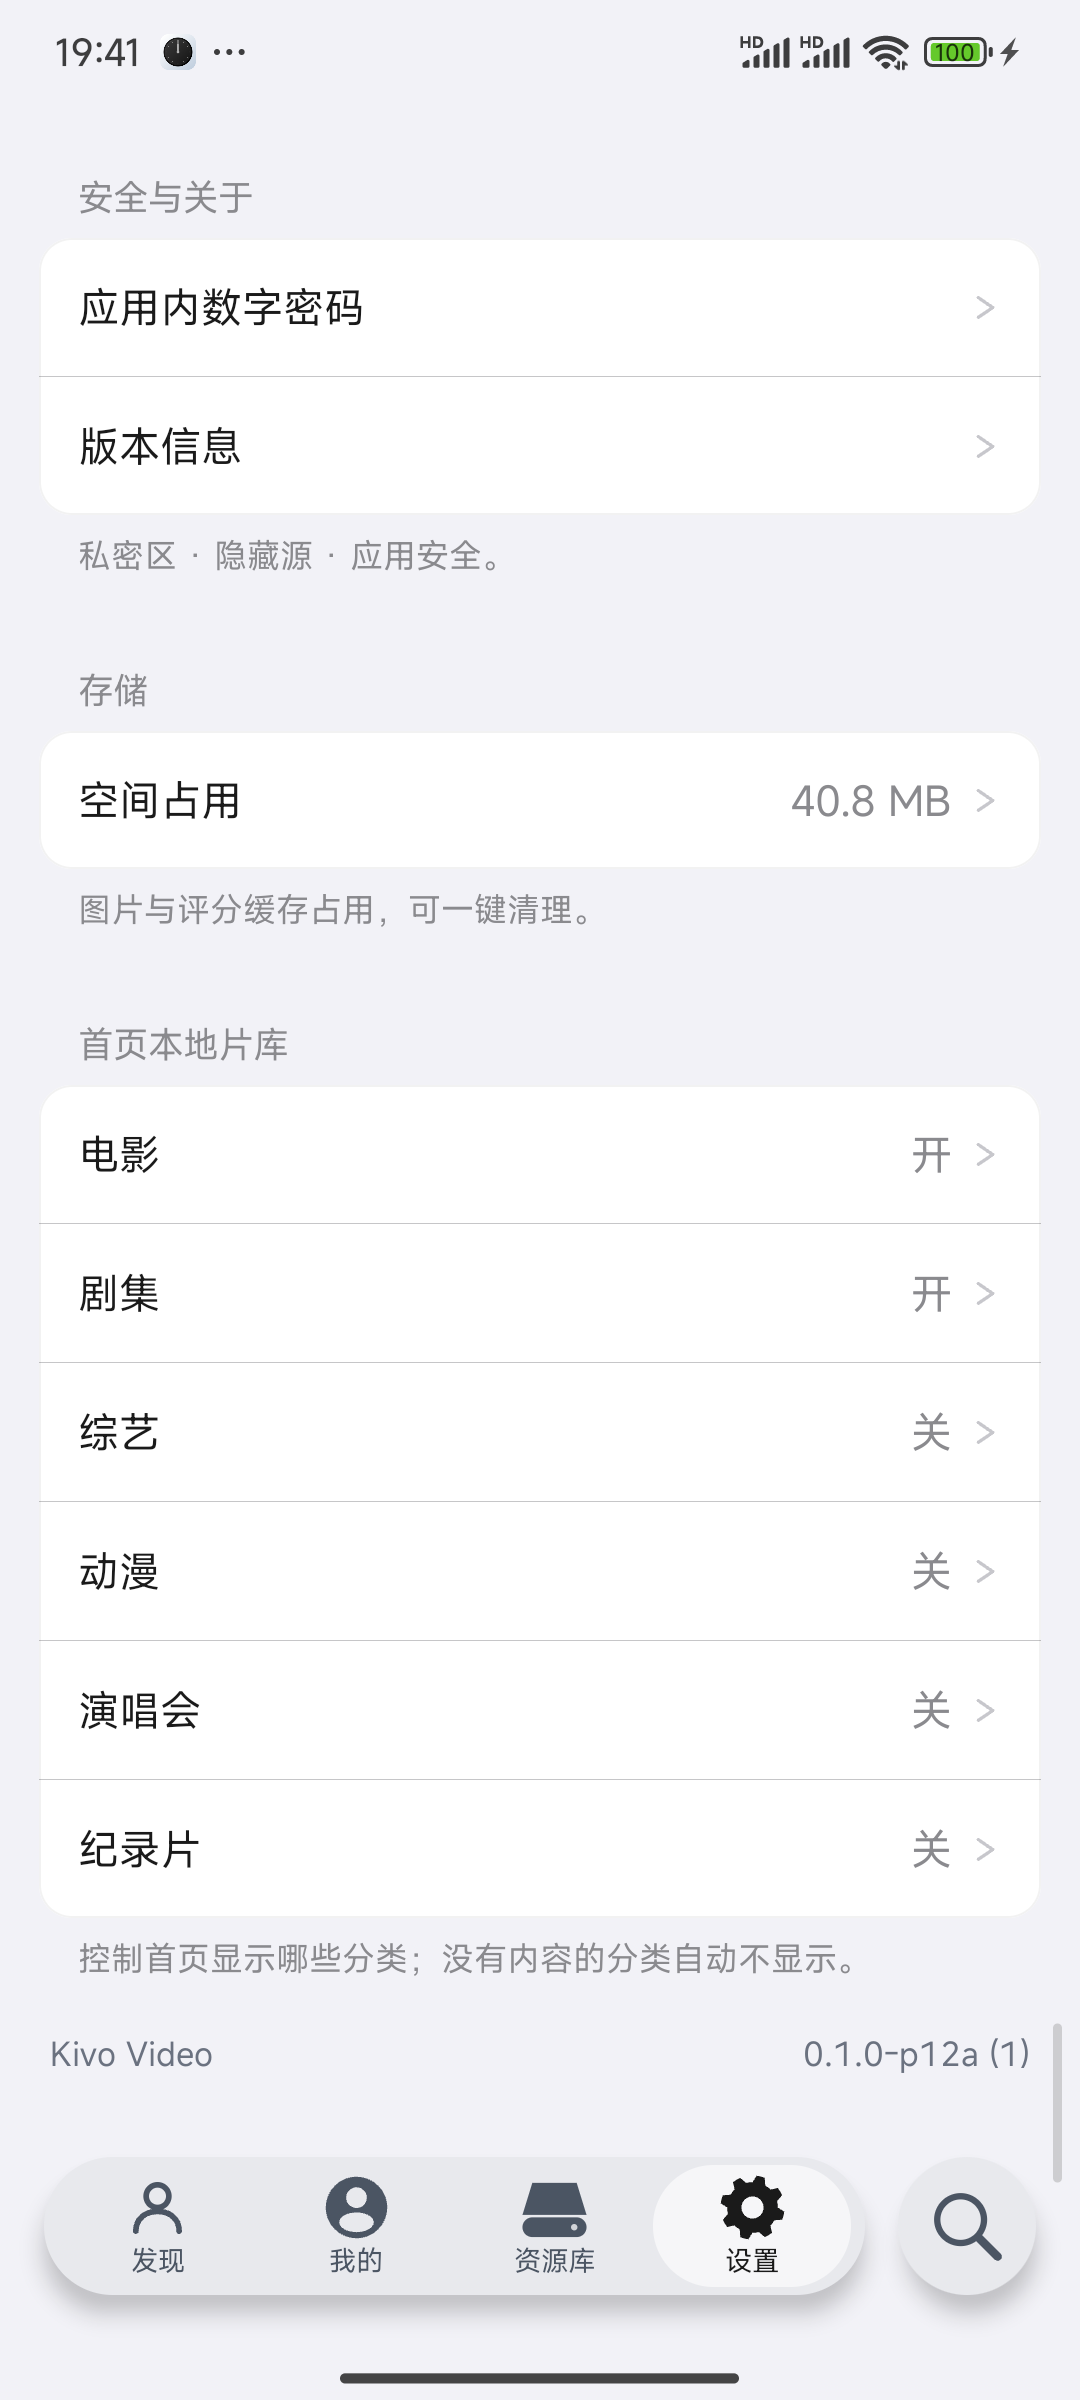 19:41 ... HD HD 100
安全与关于
应用内数字密码
版本信息
私密区 · 隐藏源 · 应用安全。
存储
空间占用 40.8 MB
图片与评分缓存占用，可一键清理。
首页本地片库
电影 开
剧集 开
综艺 关
动漫 关
演唱会 关
纪录片 关
控制首页显示哪些分类；没有内容的分类自动不显示。
Kivo Video 0.1.0-p12a (1)
发现 我的 资源库 设置